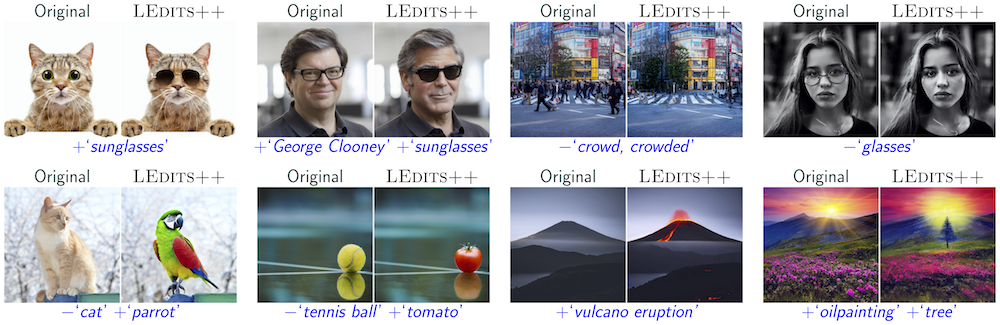 Original LEDITS++ Original LEDITS++ Original LEDITS++ Original LEDITS++
+‘sunglasses’ +‘George Clooney’ +‘sunglasses’ −‘crowd, crowded’ −‘glasses’
Original LEDITS++ Original LEDITS++ Original LEDITS++ Original LEDITS++
−‘cat’ +‘parrot’ −‘tennis ball’ +‘tomato’ +‘vulcano eruption’ +‘oilpainting’ +‘tree’